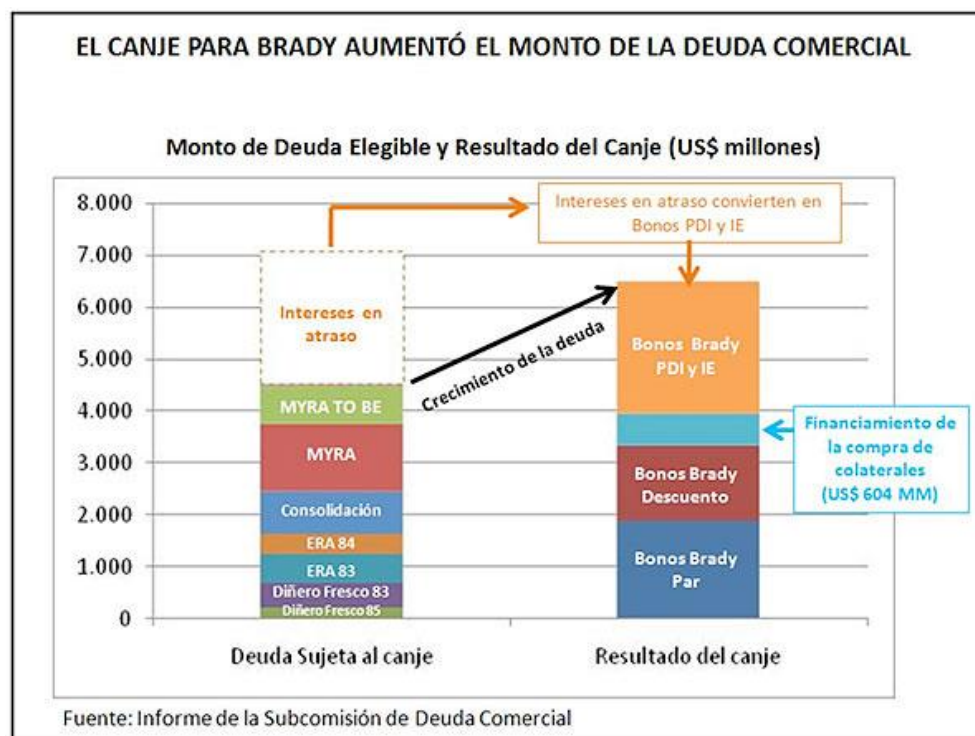 EL CANJE PARA BRADY AUMENTÓ EL MONTO DE LA DEUDA COMERCIAL
Monto de Deuda Elegible y Resultado del Canje (US$ millones)
8.000
7.000
6.000
5.000
4.000
3.000
2.000
1.000
0
Intereses en
atraso
MYRA TO BE
MYRA
Consolidación
ERA 84
ERA 83
Diñero Fresco 83
Diñero Fresco 85
Crecimiento de la deuda
Intereses en atraso convierten en
Bonos PDI y IE
Bonos Brady
PDI y IE
Bonos Brady
Descuento
Bonos Brady
Par
Financiamiento de
la compra de
colaterales
(US$ 604 MM)
Deuda Sujeta al canje
Resultado del canje
Fuente: Informe de la Subcomisión de Deuda Comercial